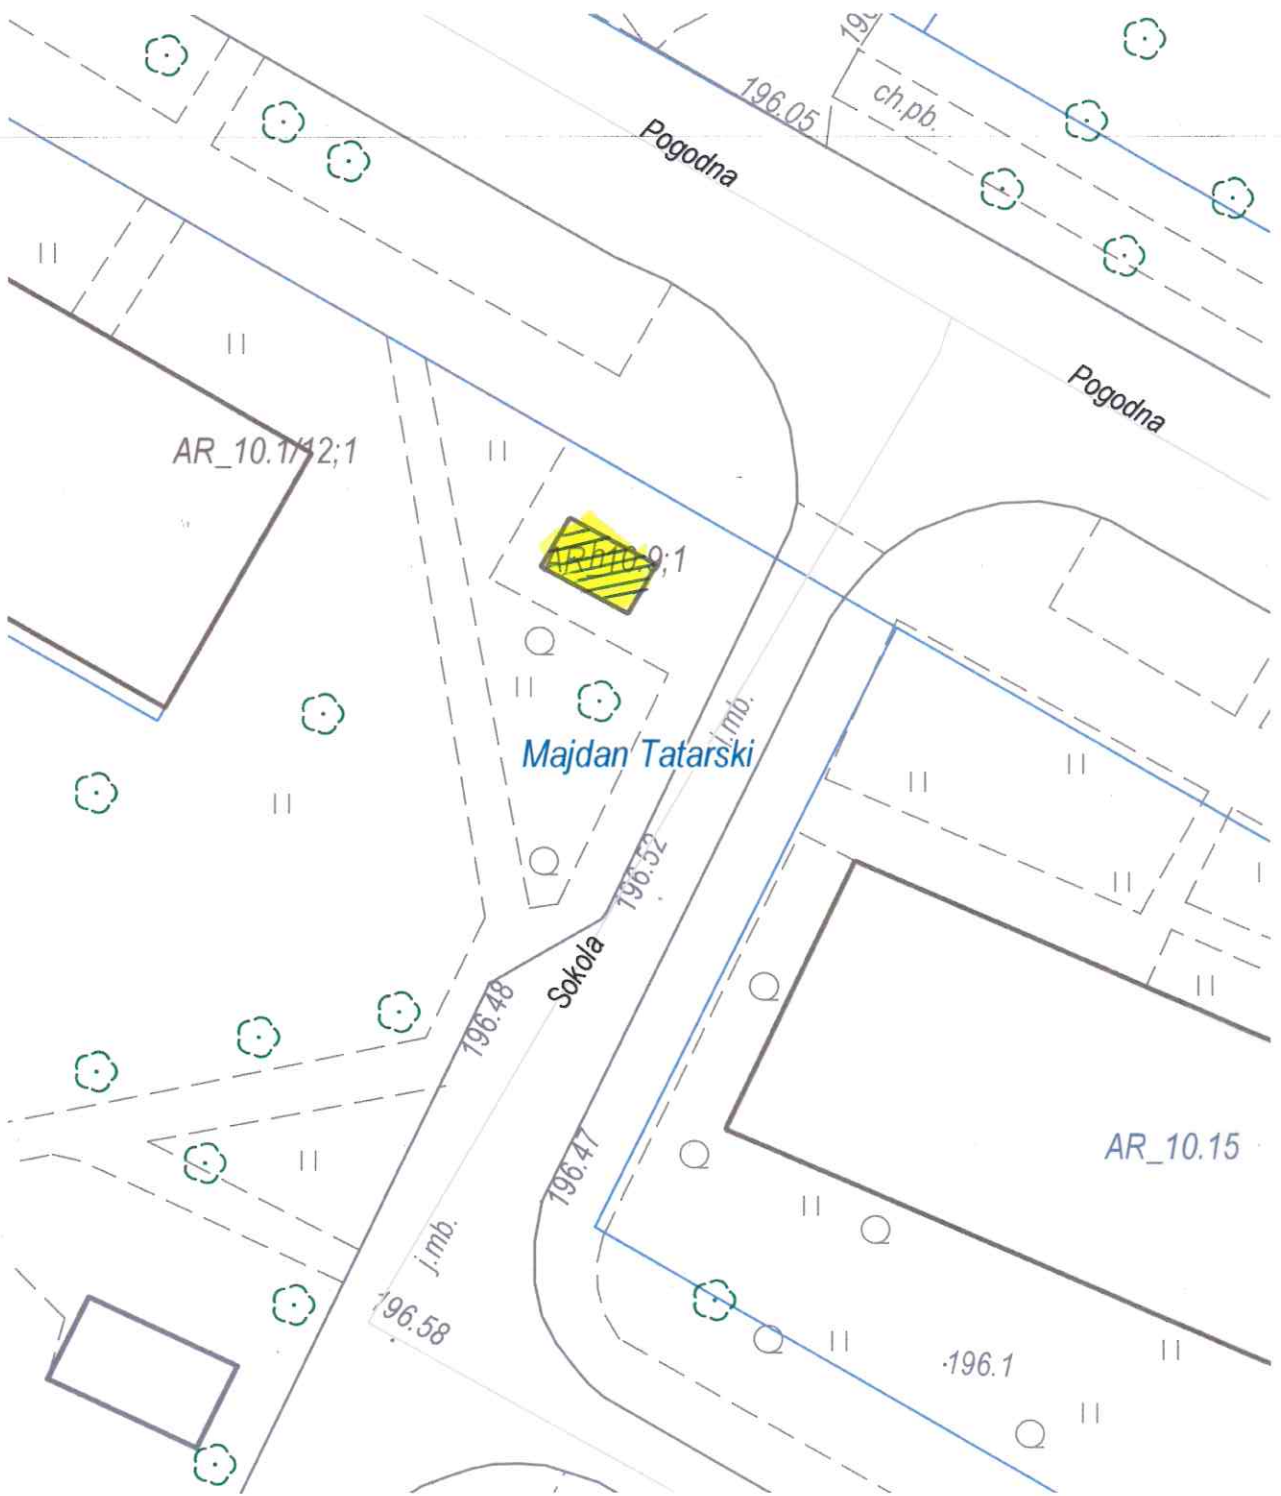 196.05
ch.pb.
Pogodna
Pogodna
AR_10.1/12;1
j.mb.
Majdan Tatarski
196.52
Sokola
196.48
196.47
AR_10.15
j.mb.
196.58
196.1